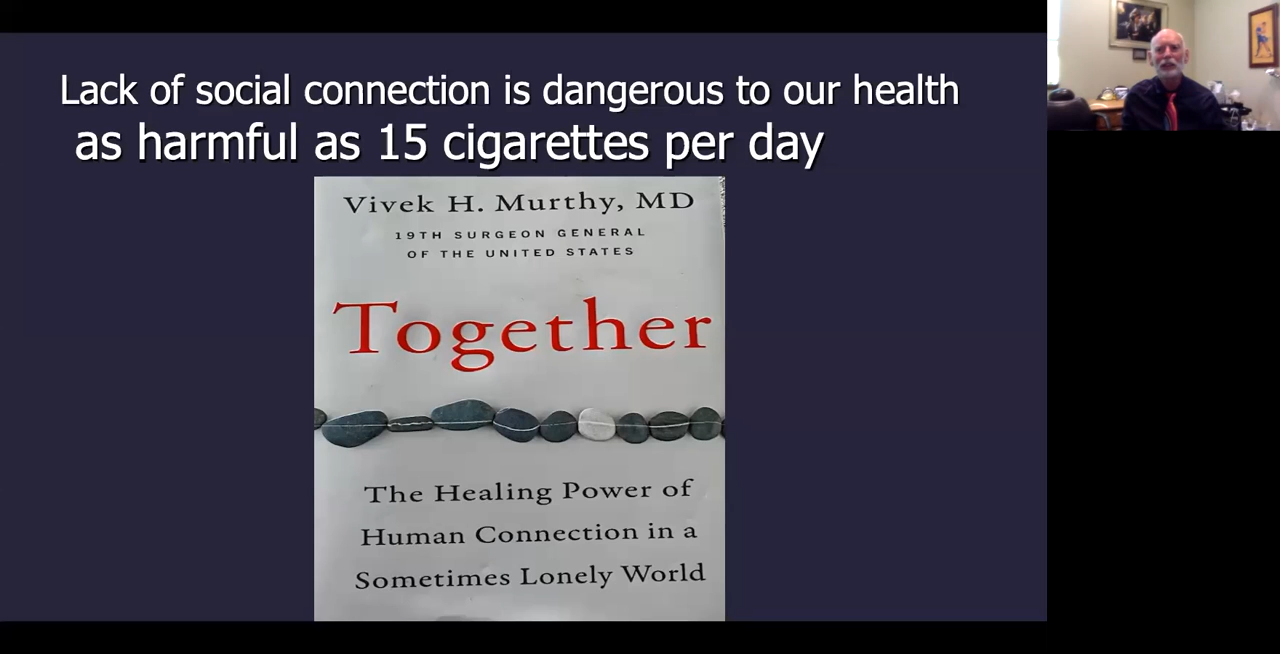 Lack of social connection is dangerous to our health
as harmful as 15 cigarettes per day
Vivek H. Murthy, MD
19TH SURGEON GENERAL
OF THE UNITED STATES
Together
The Healing Power of
Human Connection in a
Sometimes Lonely World